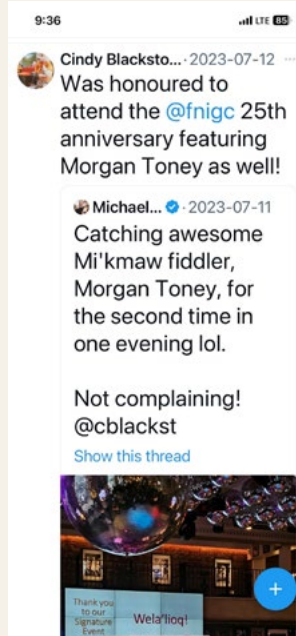 9:36
LTE 85
Cindy Blacksto... · 2023-07-12 ...
Was honoured to
attend the @fnigc 25th
anniversary featuring
Morgan Toney as well!
Michael... · 2023-07-11
Catching awesome
Mi'kmaw fiddler,
Morgan Toney, for
the second time in
one evening lol.
Not complaining!
@cblackst
Show this thread
Thank you
to our
Signature
Event
Wela'lioq!